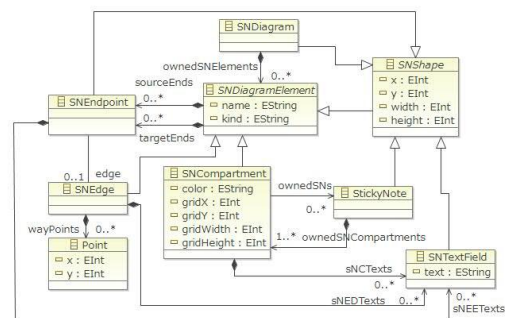 SNDiagram
ownedSNElements
0..*
sourceEnds
SNShape
x : EInt
y : EInt
width : EInt
height : EInt
SNDiagramElement
name : EString
kind : EString
SNEndpoint
0..*
0..*
targetEnds
edge
0..1
SNEdge
SNCompartment
color : EString
gridX : EInt
gridY : EInt
gridWidth : EInt
gridHeight : EInt
ownedSNs
0..*
StickyNote
wayPoints
0..*
Point
x : EInt
y : EInt
1..*
ownedSNCompartments
SNTextField
text : EString
sNCTexts
0..*
sNEDTexts
0..*
0..*
sNEETexts